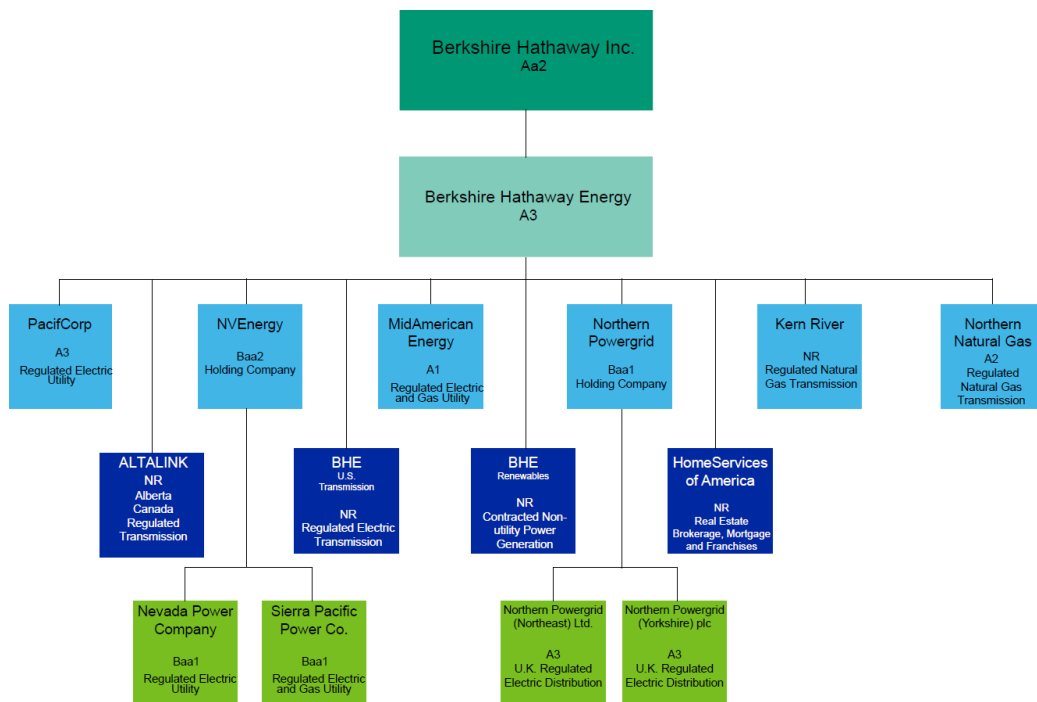 Berkshire Hathaway Inc.
Aa2
Berkshire Hathaway Energy
A3
PacifCorp
A3
Regulated Electric
Utility
NVEnergy
Baa2
Holding Company
MidAmerican
Energy
A1
Regulated Electric
and Gas Utility
Northern
Powergrid
Baa1
Holding Company
Kern River
NR
Regulated Natural
Gas Transmission
Northern
Natural Gas
A2
Regulated
Natural Gas
Transmission
ALTALINK
NR
Alberta
Canada
Regulated
Transmission
BHE
U.S.
Transmission
NR
Regulated Electric
Transmission
BHE
Renewables
NR
Contracted Non-
utility Power
Generation
HomeServices
of America
NR
Real Estate
Brokerage, Mortgage
and Franchises
Nevada Power
Company
Baa1
Regulated Electric
Utility
Sierra Pacific
Power Co.
Baa1
Regulated Electric
and Gas Utility
Northern Powergrid
(Northeast) Ltd.
A3
U.K. Regulated
Electric Distribution
Northern Powergrid
(Yorkshire) plc
A3
U.K. Regulated
Electric Distribution